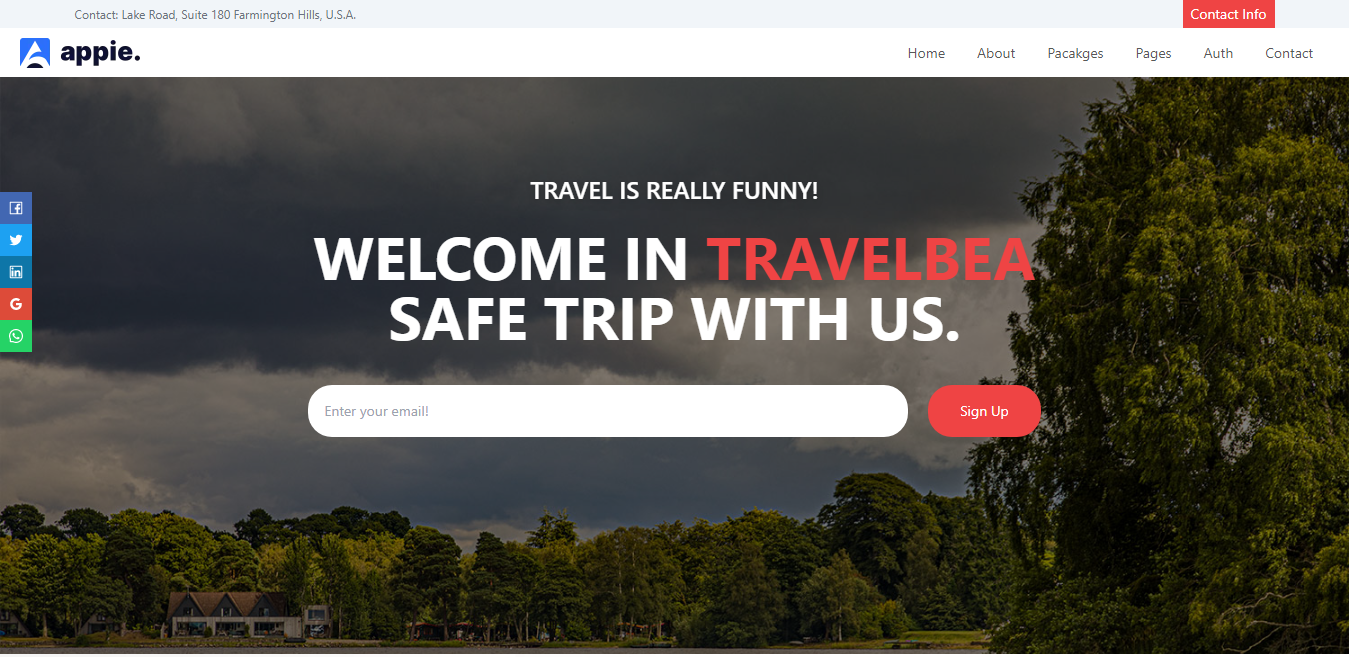 Contact: Lake Road, Suite 180 Farmington Hills, U.S.A.
Contact Info
appie.
Home
About
Pacakges
Pages
Auth
Contact
TRAVEL IS REALLY FUNNY!
WELCOME IN TRAVELBEA
SAFE TRIP WITH US.
Enter your email!
Sign Up